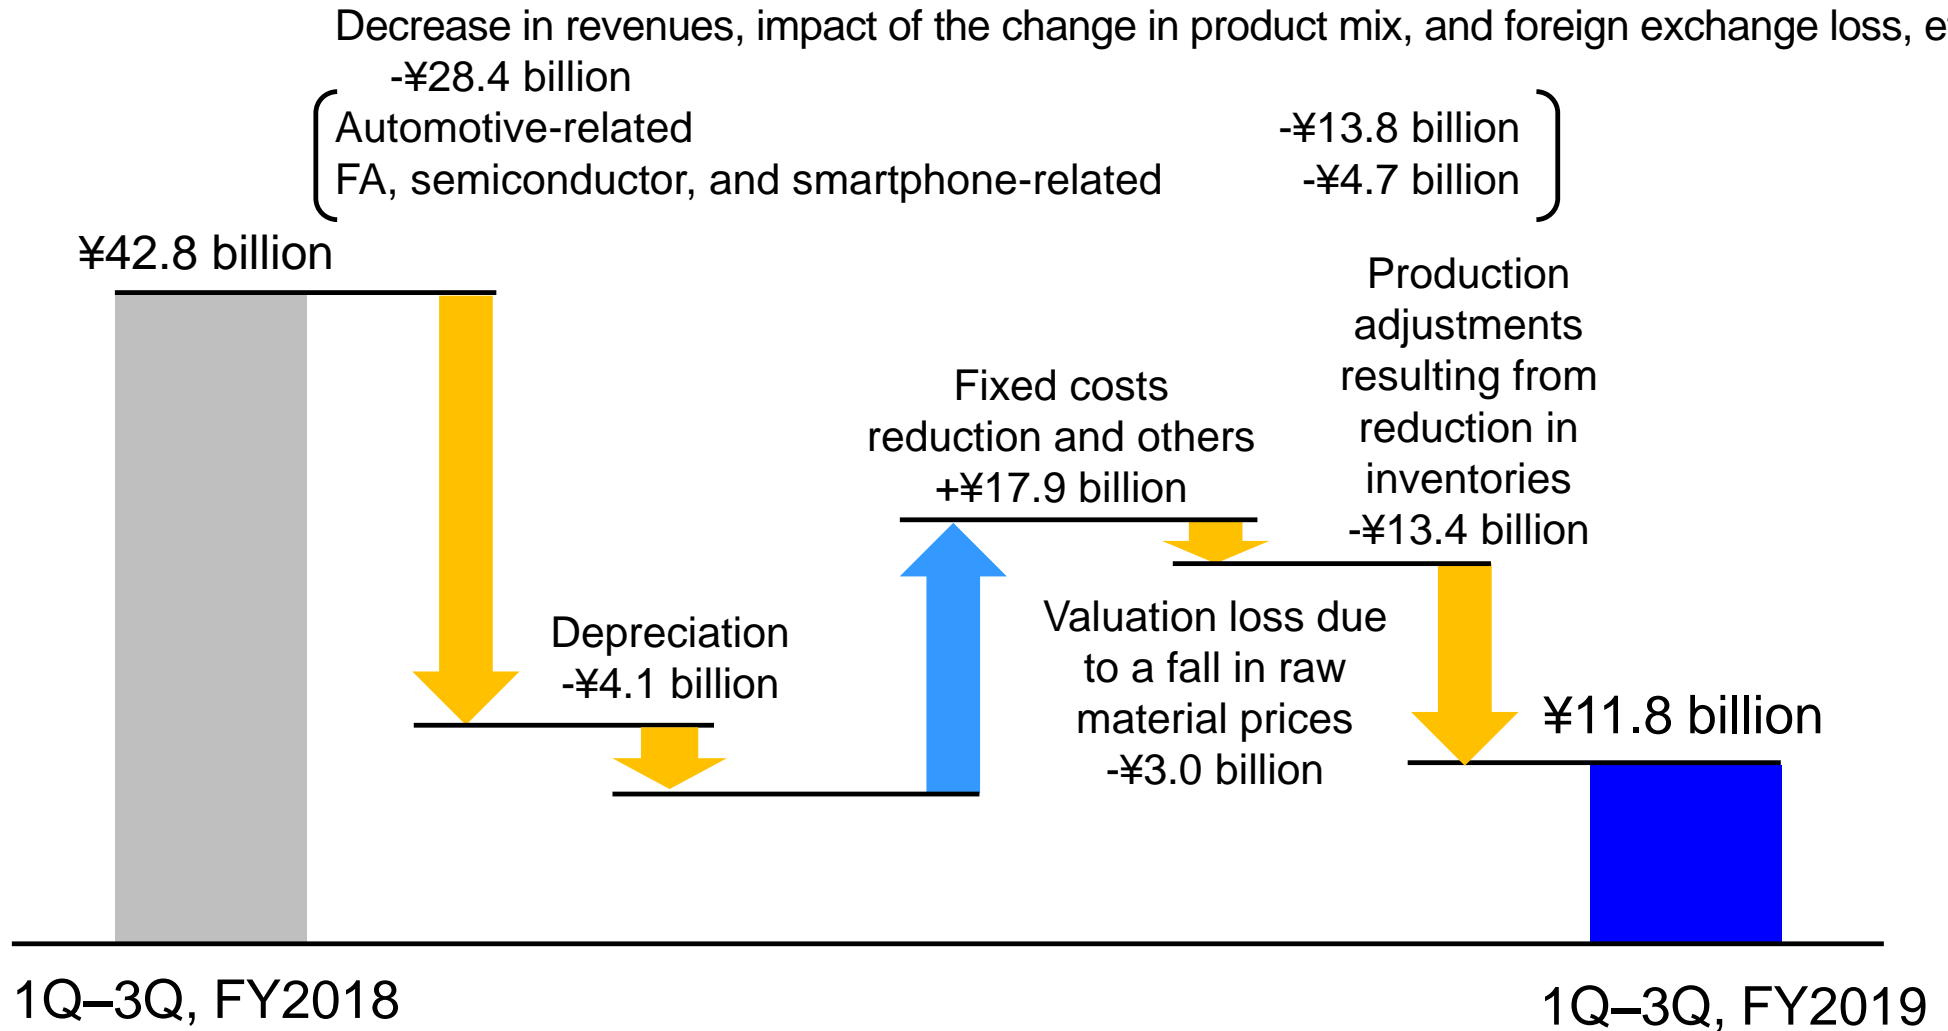 Decrease in revenues, impact of the change in product mix, and foreign exchange loss,
-¥28.4 billion
Automotive-related -¥13.8 billion
FA, semiconductor, and smartphone-related -¥4.7 billion
¥42.8 billion
Production
adjustments
resulting from
reduction in
inventories
-¥13.4 billion
Fixed costs
reduction and others
+¥17.9 billion
Depreciation
-¥4.1 billion
Valuation loss due
to a fall in raw
material prices
-¥3.0 billion
¥11.8 billion
1Q–3Q, FY2018
1Q–3Q, FY2019